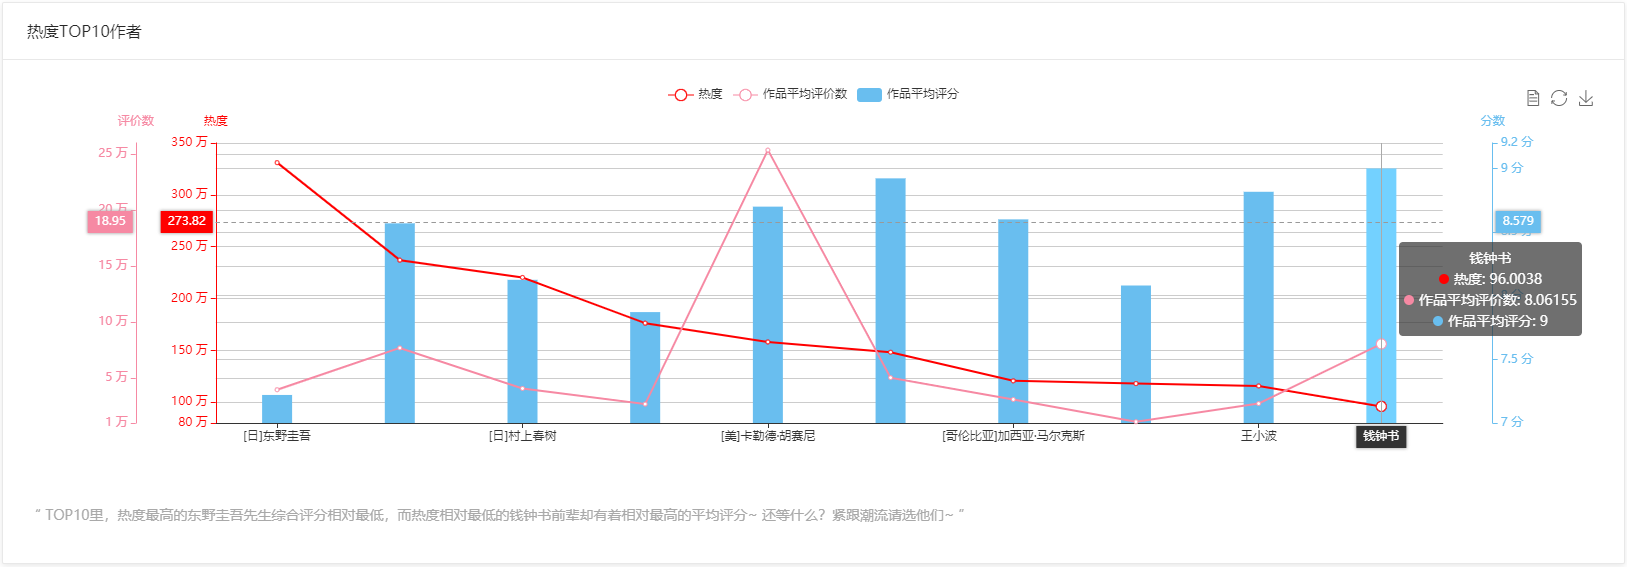 热度TOP10作者
热度 作品平均评价数 作品平均评分
评价数 热度 分数
350 万 9.2 分
25 万 9 分
300 万
20 万
18.95 273.82 8.579
250 万
钱钟书
15 万 热度: 96.0038
200 万 作品平均评价数: 8.06155
10 万 作品平均评分: 9
150 万 7.5 分
5 万
100 万
1 万 80 万 7 分
[日]东野圭吾 [日]村上春树 [美]卡勒德·胡赛尼 [哥伦比亚]加西亚·马尔克斯 王小波 钱钟书
“ TOP10里，热度最高的东野圭吾先生综合评分相对最低，而热度相对最低的钱钟书前辈却有着相对最高的平均评分~ 还等什么？紧跟潮流请选他们~ ”